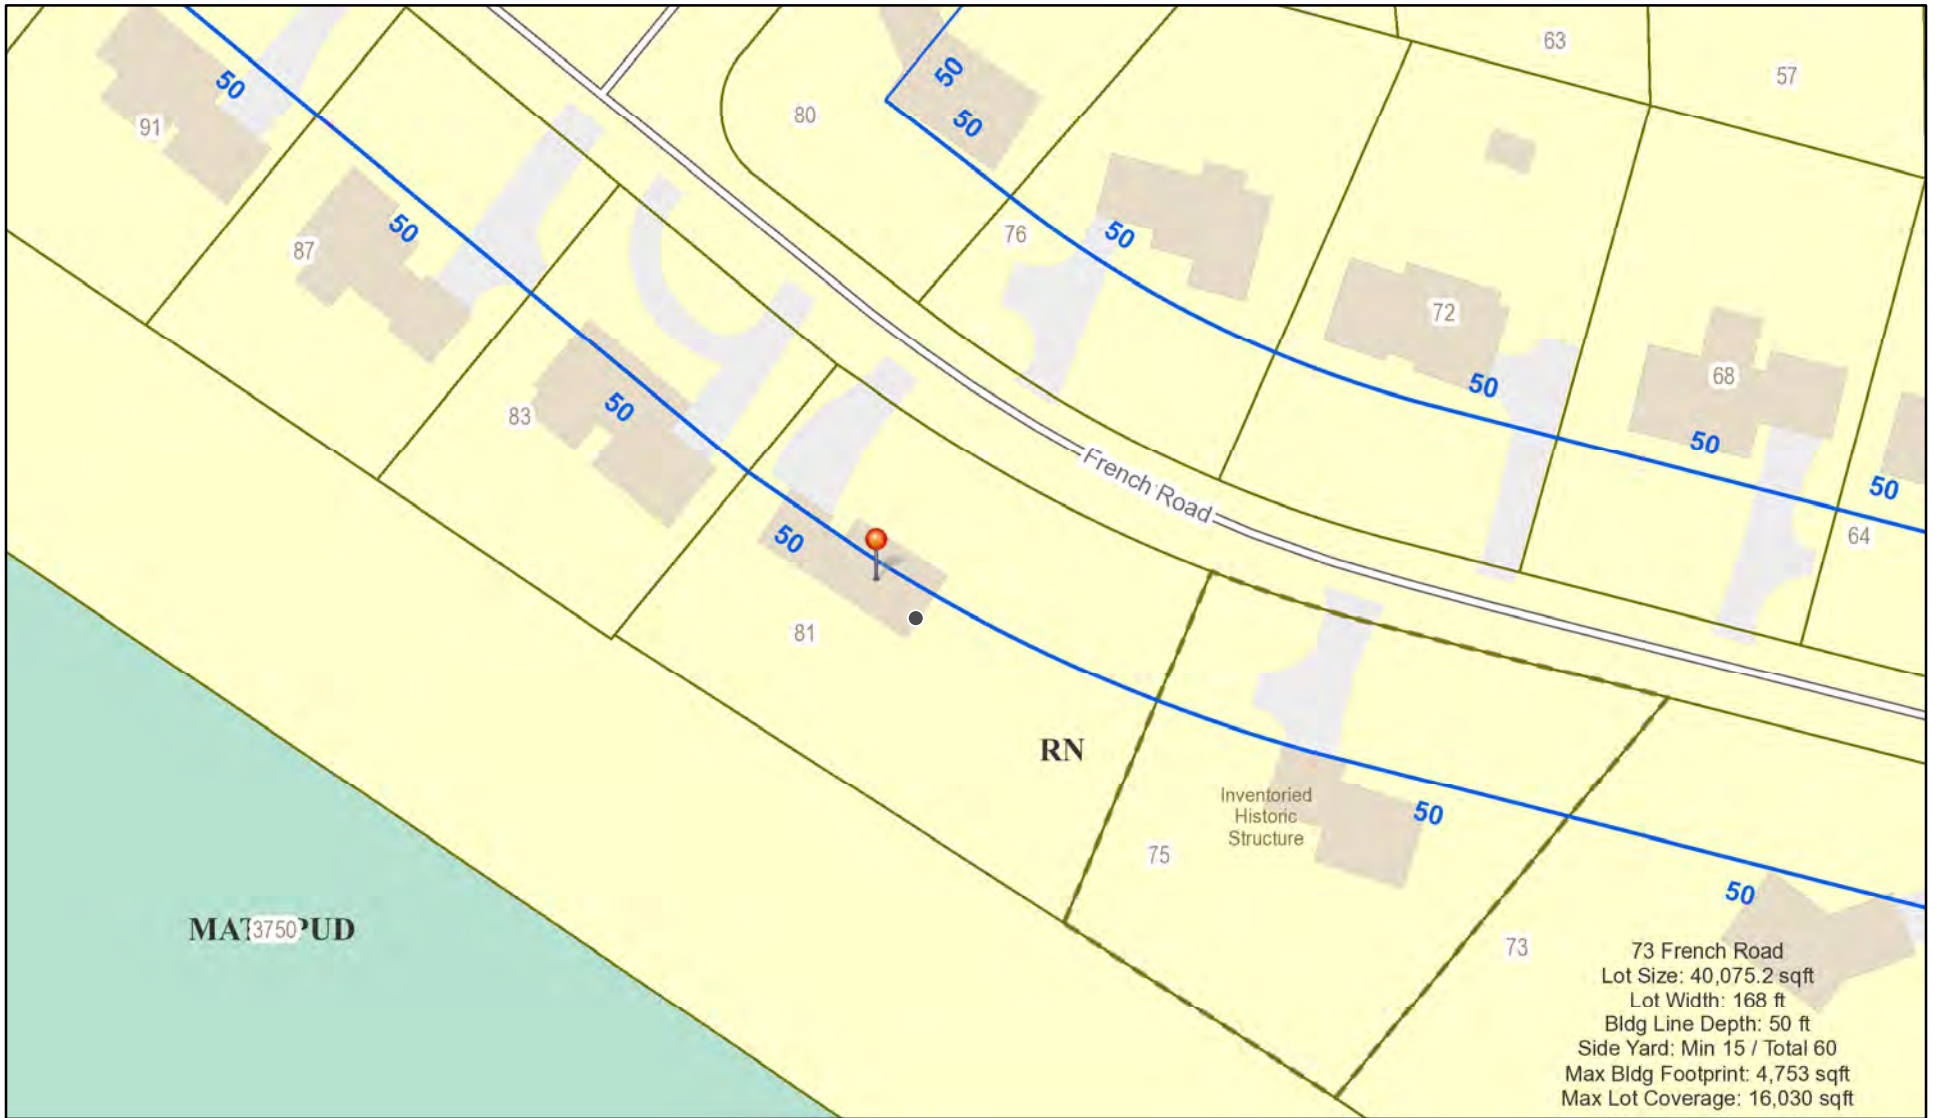 63
57
50
50
80
50
91
76
50
50
87
72
68
50
83
50
50
French Road
50
50
64
81
RN
Inventoried
Historic
Structure
50
75
50
3750
73
73 French Road
Lot Size: 40,075.2 sqft
Lot Width: 168 ft
Bldg Line Depth: 50 ft
Side Yard: Min 15 / Total 60
Max Bldg Footprint: 4,753 sqft
Max Lot Coverage: 16,030 sqft